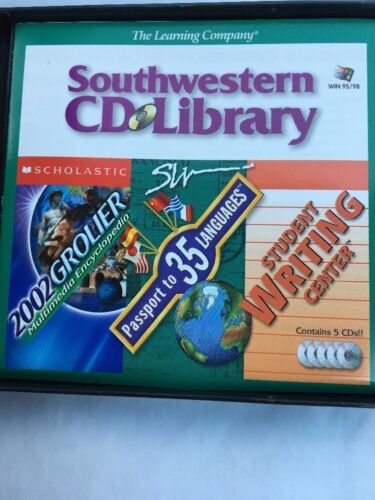 The Learning Company®
Southwestern
CD Library
WIN 95/98
SCHOLASTIC
SW
2002 GROLIER
Multimedia Encyclopedia
Passport to 35 LANGUAGES™
STUDENT
WRITING
CENTER
Contains 5 CDs!!